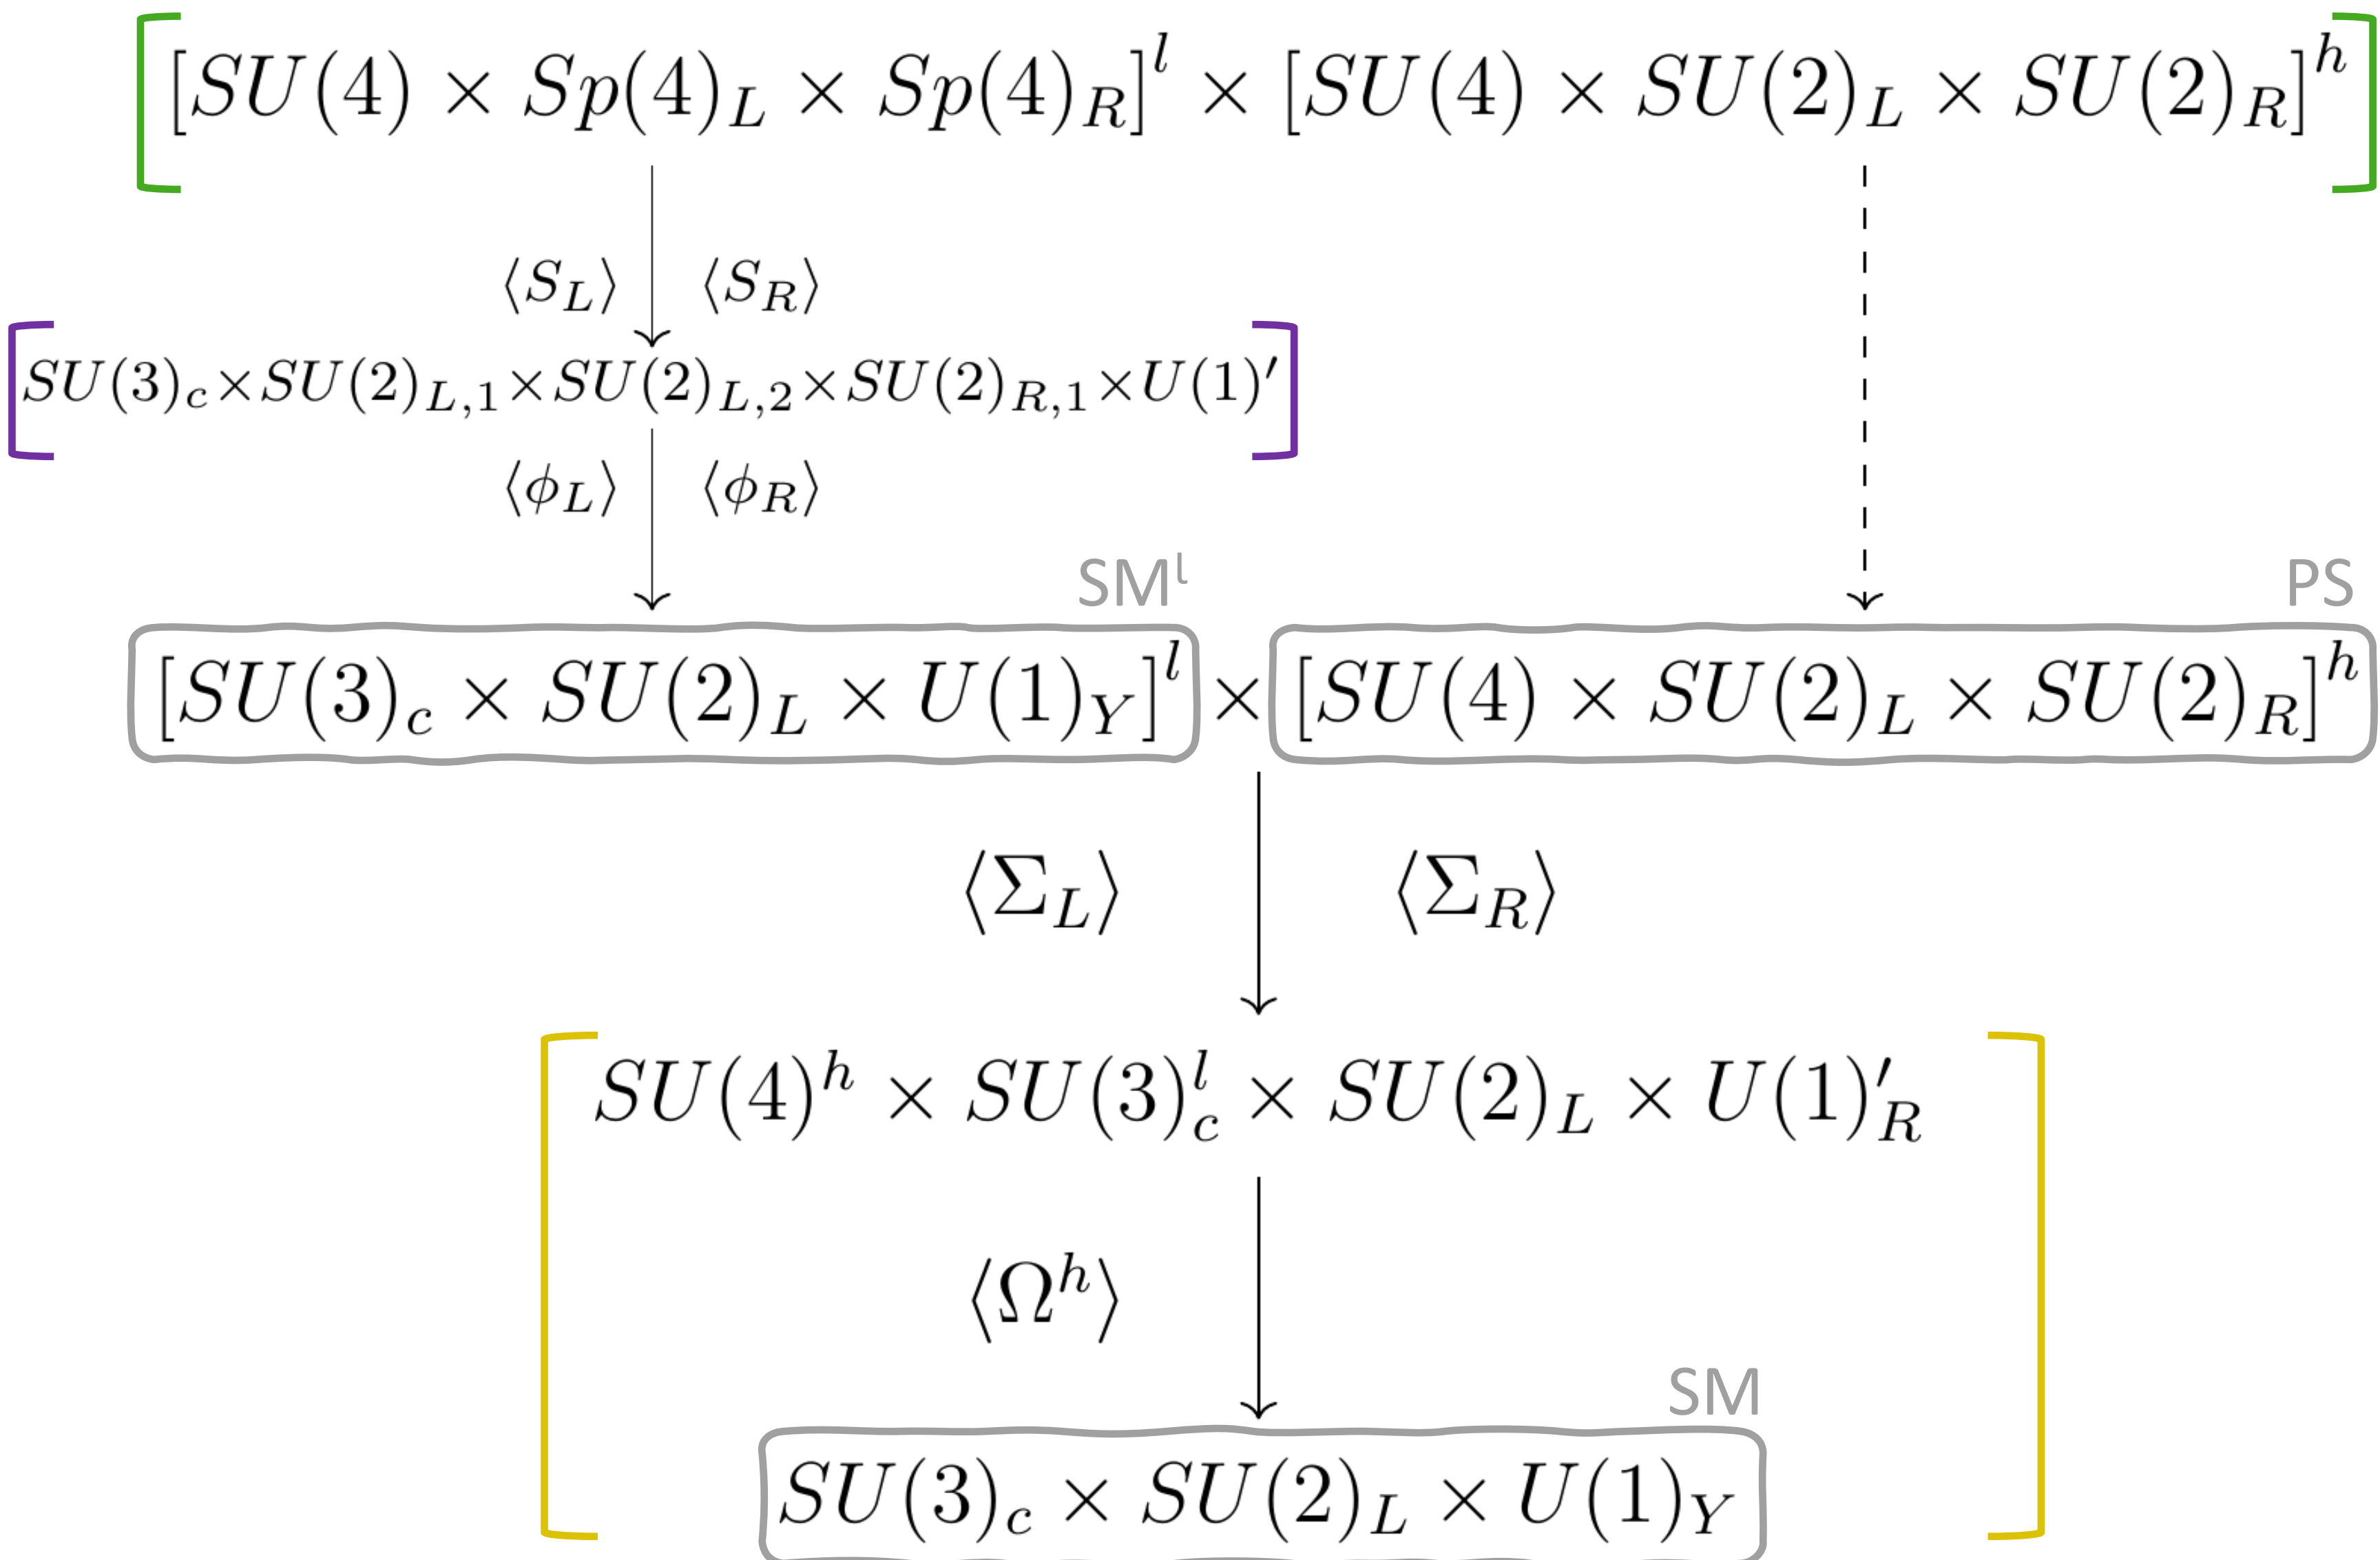 [SU(4) × Sp(4)_L × Sp(4)_R]^l × [SU(4) × SU(2)_L × SU(2)_R]^h
⟨S_L⟩ ⟨S_R⟩
SU(3)_c×SU(2)_{L,1}×SU(2)_{L,2}×SU(2)_{R,1}×U(1)′
⟨ϕ_L⟩ ⟨ϕ_R⟩
SM^l PS
[SU(3)_c × SU(2)_L × U(1)_Y]^l × [SU(4) × SU(2)_L × SU(2)_R]^h
⟨Σ_L⟩ ⟨Σ_R⟩
SU(4)^h × SU(3)_c^l × SU(2)_L × U(1)′_R
⟨Ω^h⟩
SM
SU(3)_c × SU(2)_L × U(1)_Y